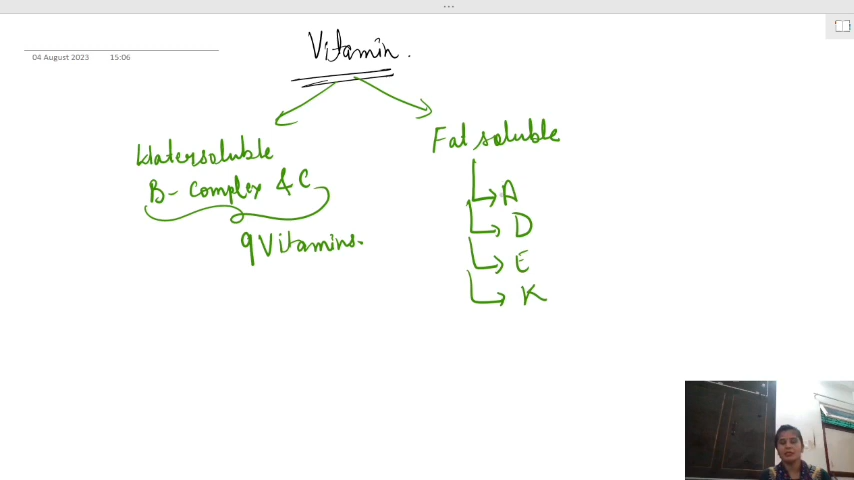 Vitamin.
04 August 2023 15:06
Fat soluble
Watersoluble
B- Complex & C
9 Vitamins.
A
D
E
K